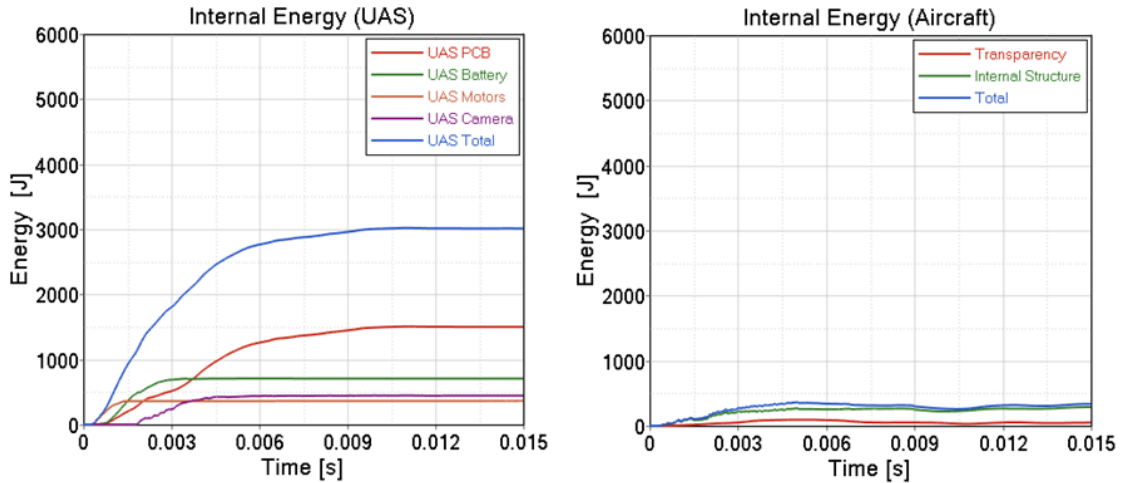 Internal Energy (UAS)
6000
5000
4000
3000
2000
1000
0
Energy [J]
UAS PCB
UAS Battery
UAS Motors
UAS Camera
UAS Total
0 0.003 0.006 0.009 0.012 0.015
Time [s]
Internal Energy (Aircraft)
6000
5000
4000
3000
2000
1000
0
Energy [J]
Transparency
Internal Structure
Total
0 0.003 0.006 0.009 0.012 0.015
Time [s]